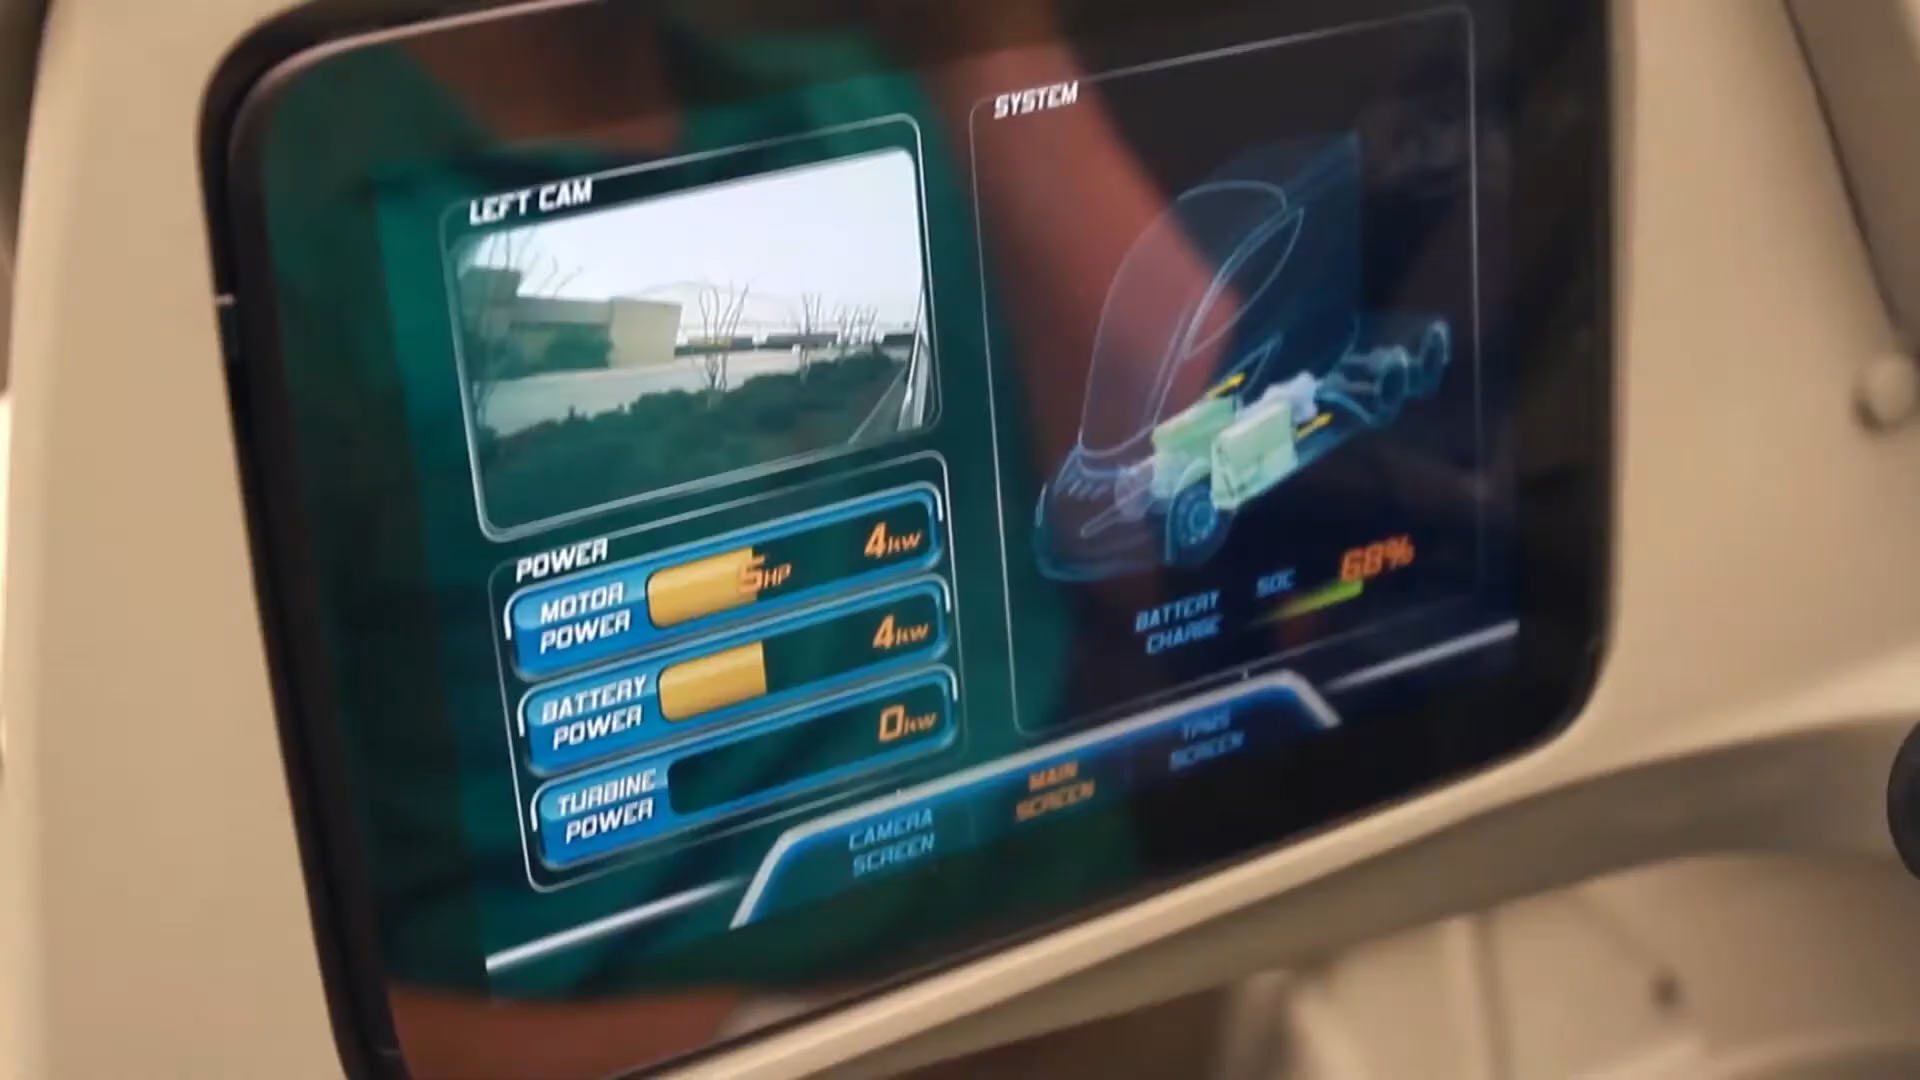 LEFT CAM
SYSTEM
POWER
MOTOR
POWER
5HP
4kW
BATTERY
POWER
4kW
TURBINE
POWER
0kW
BATTERY
CHARGE
SOC
68%
CAMERA
SCREEN
MAIN
SCREEN
TPMS
SCREEN